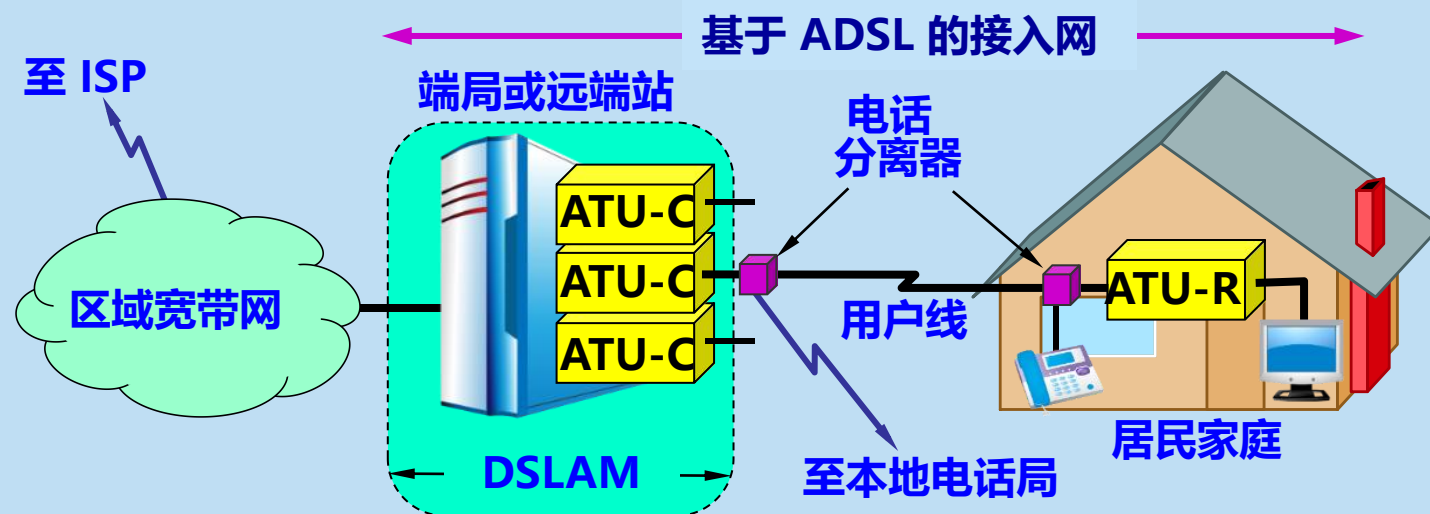 基于 ADSL 的接入网
至 ISP
端局或远端站
电话
分离器
ATU-C
ATU-C
ATU-C
区域宽带网
用户线
ATU-R
DSLAM
至本地电话局
居民家庭